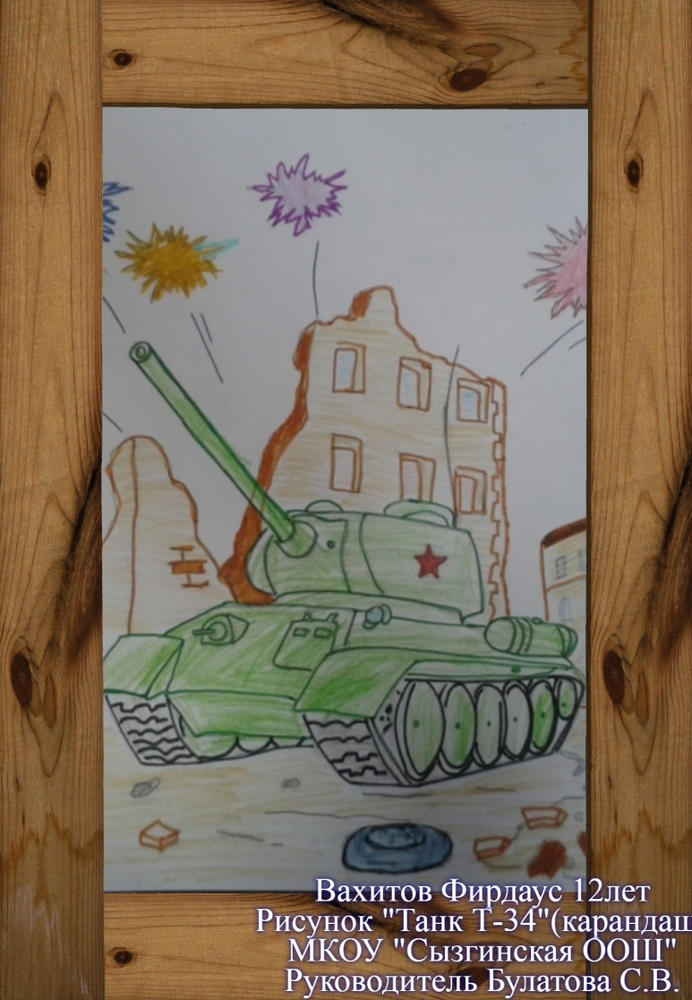 Вахитов Фирдаус 12лет
Рисунок "Танк Т-34"(карандаш
МКОУ "Сызгинская ООШ"
Руководитель Булатова С.В.